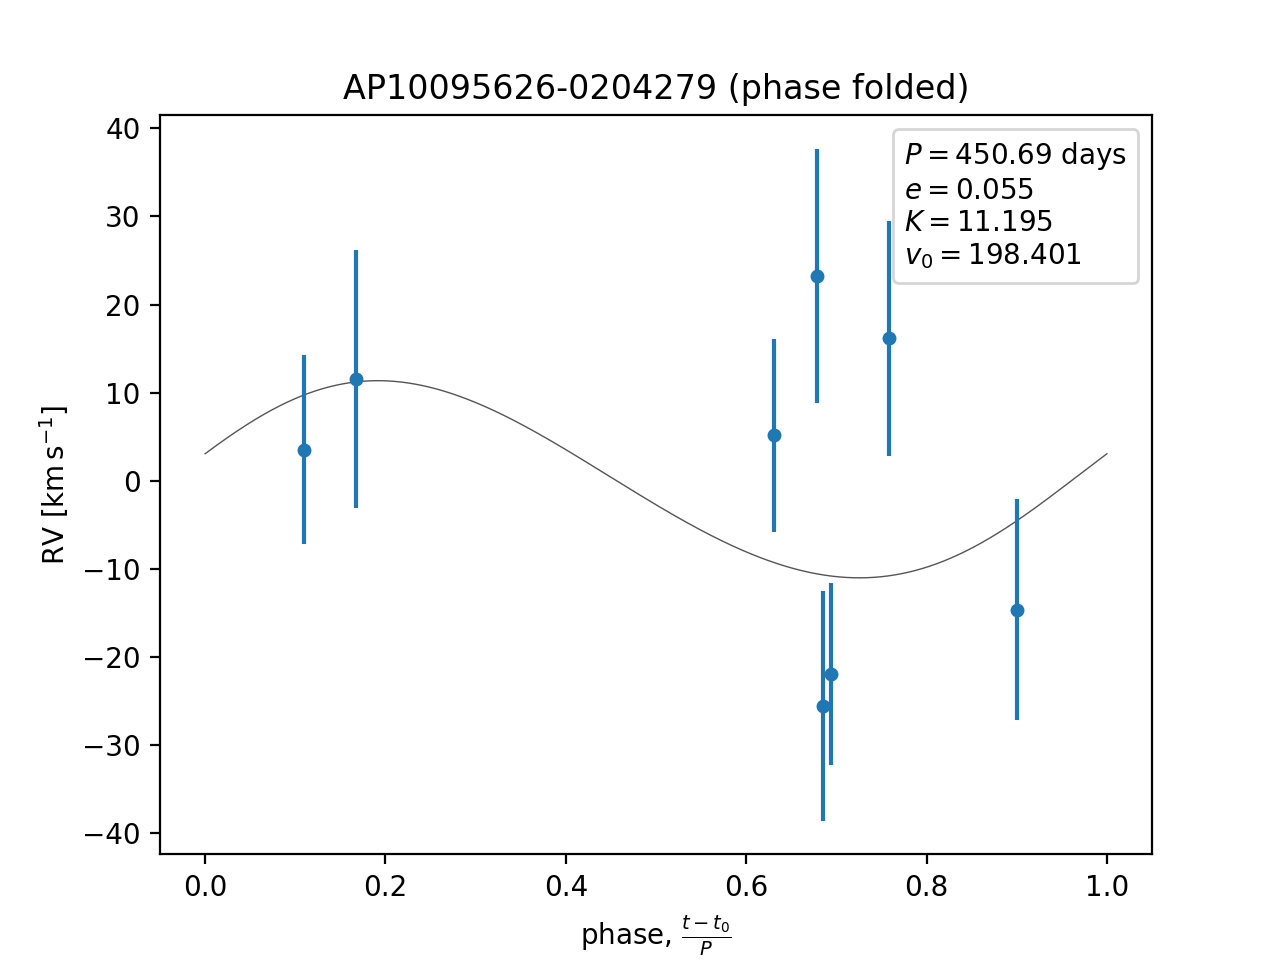 AP10095626-0204279 (phase folded)
P = 450.69 days
e = 0.055
K = 11.195
v₀ = 198.401
RV [km s⁻¹]
40
30
20
10
0
−10
−20
−30
−40
0.0 0.2 0.4 0.6 0.8 1.0
phase, (t − t₀)/P